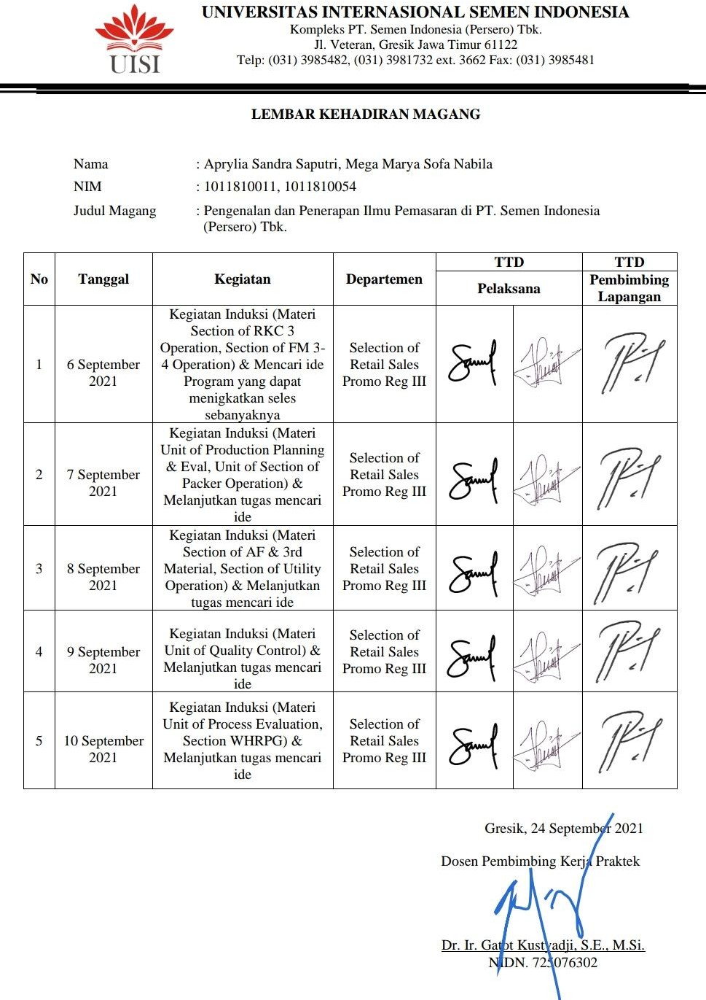 UISI
UNIVERSITAS INTERNASIONAL SEMEN INDONESIA
Kompleks PT. Semen Indonesia (Persero) Tbk.
Jl. Veteran, Gresik Jawa Timur 61122
Telp: (031) 3985482, (031) 3981732 ext. 3662 Fax: (031) 3985481
LEMBAR KEHADIRAN MAGANG
Nama : Aprylia Sandra Saputri, Mega Marya Sofa Nabila
NIM : 1011810011, 1011810054
Judul Magang : Pengenalan dan Penerapan Ilmu Pemasaran di PT. Semen Indonesia
(Persero) Tbk.
No
Tanggal
Kegiatan
Departemen
TTD
Pelaksana
TTD
Pembimbing
Lapangan
1
6 September
2021
Kegiatan Induksi (Materi
Section of RKC 3
Operation, Section of FM 3-
4 Operation) & Mencari ide
Program yang dapat
menigkatkan seles
sebanyaknya
Selection of
Retail Sales
Promo Reg III
2
7 September
2021
Kegiatan Induksi (Materi
Unit of Production Planning
& Eval, Unit of Section of
Packer Operation) &
Melanjutkan tugas mencari
ide
Selection of
Retail Sales
Promo Reg III
3
8 September
2021
Kegiatan Induksi (Materi
Section of AF & 3rd
Material, Section of Utility
Operation) & Melanjutkan
tugas mencari ide
Selection of
Retail Sales
Promo Reg III
4
9 September
2021
Kegiatan Induksi (Materi
Unit of Quality Control) &
Melanjutkan tugas mencari
ide
Selection of
Retail Sales
Promo Reg III
5
10 September
2021
Kegiatan Induksi (Materi
Unit of Process Evaluation,
Section WHRPG) &
Melanjutkan tugas mencari
ide
Selection of
Retail Sales
Promo Reg III
Gresik, 24 September 2021
Dosen Pembimbing Kerja Praktek
Dr. Ir. Gatot Kustyadji, S.E., M.Si.
NIDN. 725076302